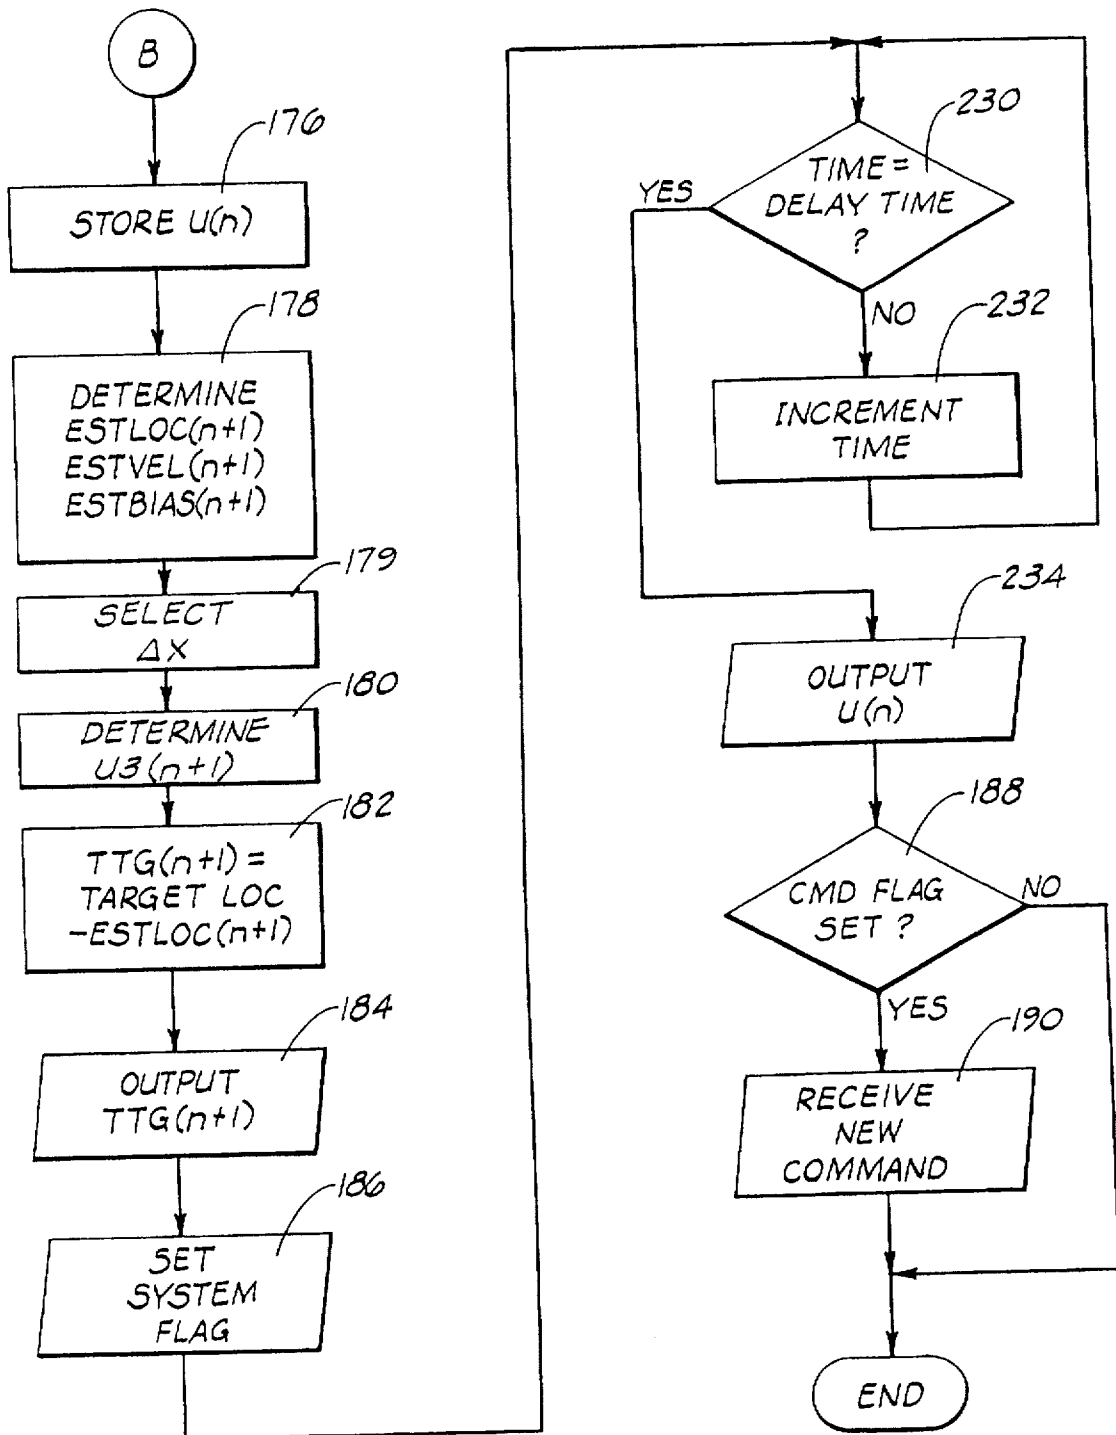 B
176
STORE U(n)
178
DETERMINE
ESTLOC(n+1)
ESTVEL(n+1)
ESTBIAS(n+1)
179
SELECT
ΔX
180
DETERMINE
U3(n+1)
182
TTG(n+1) =
TARGET LOC
-ESTLOC(n+1)
184
OUTPUT
TTG(n+1)
186
SET
SYSTEM
FLAG
230
TIME =
DELAY TIME
?
YES
NO
232
INCREMENT
TIME
234
OUTPUT
U(n)
188
CMD FLAG
SET ?
NO
YES
190
RECEIVE
NEW
COMMAND
END